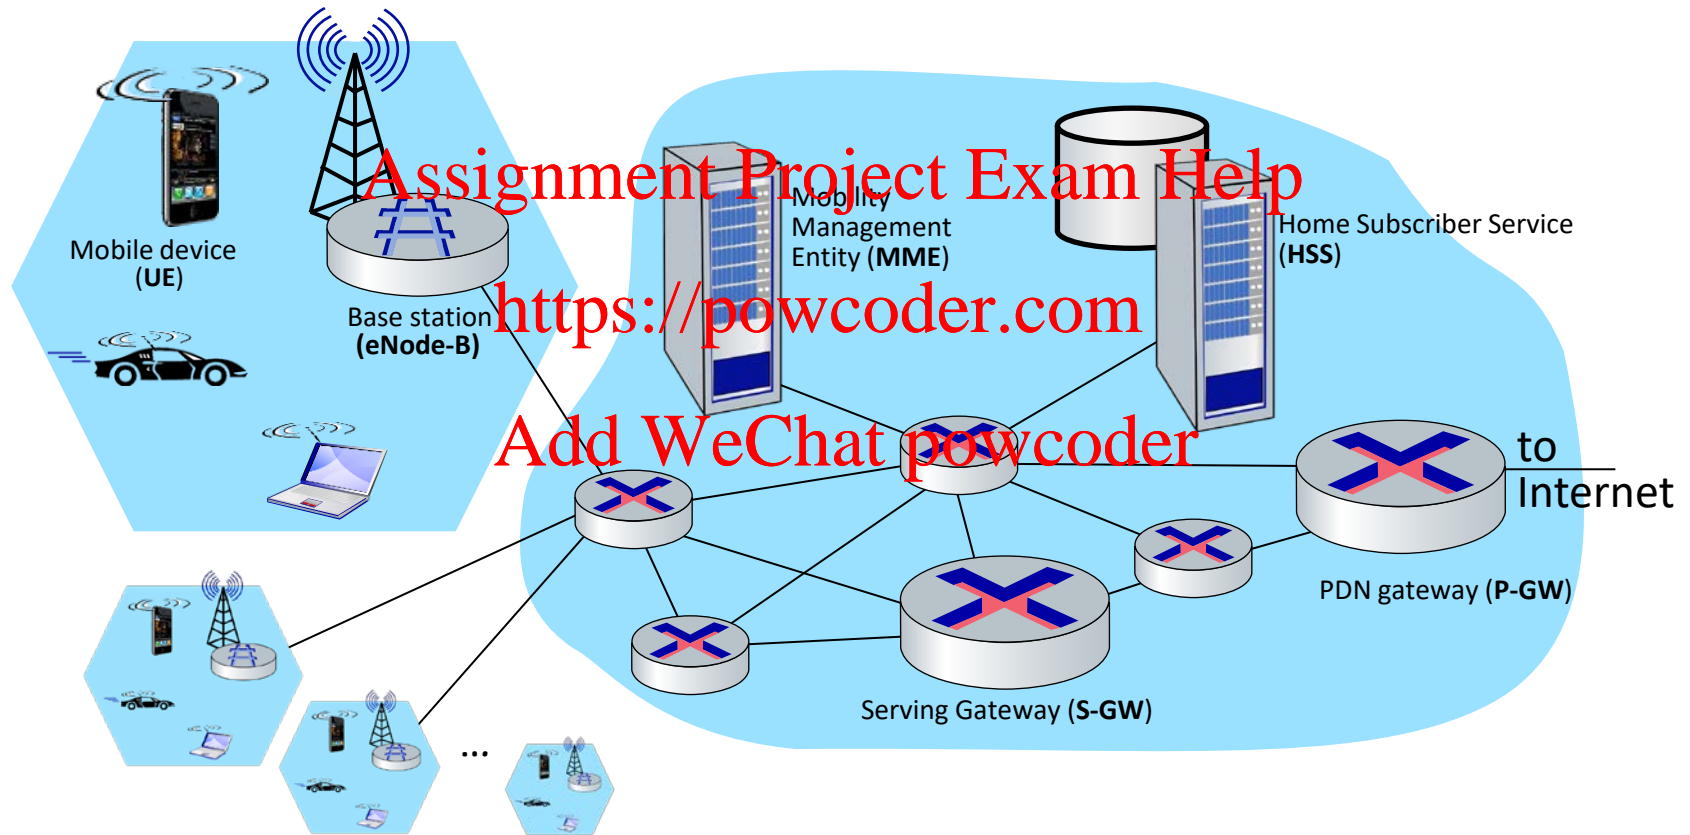 Assignment Project Exam Help
Mobility
Management
Entity (MME)
Home Subscriber Service
(HSS)
Mobile device
(UE)
https://powcoder.com
Base station
(eNode-B)
Add WeChat powcoder
to
Internet
PDN gateway (P-GW)
Serving Gateway (S-GW)
...